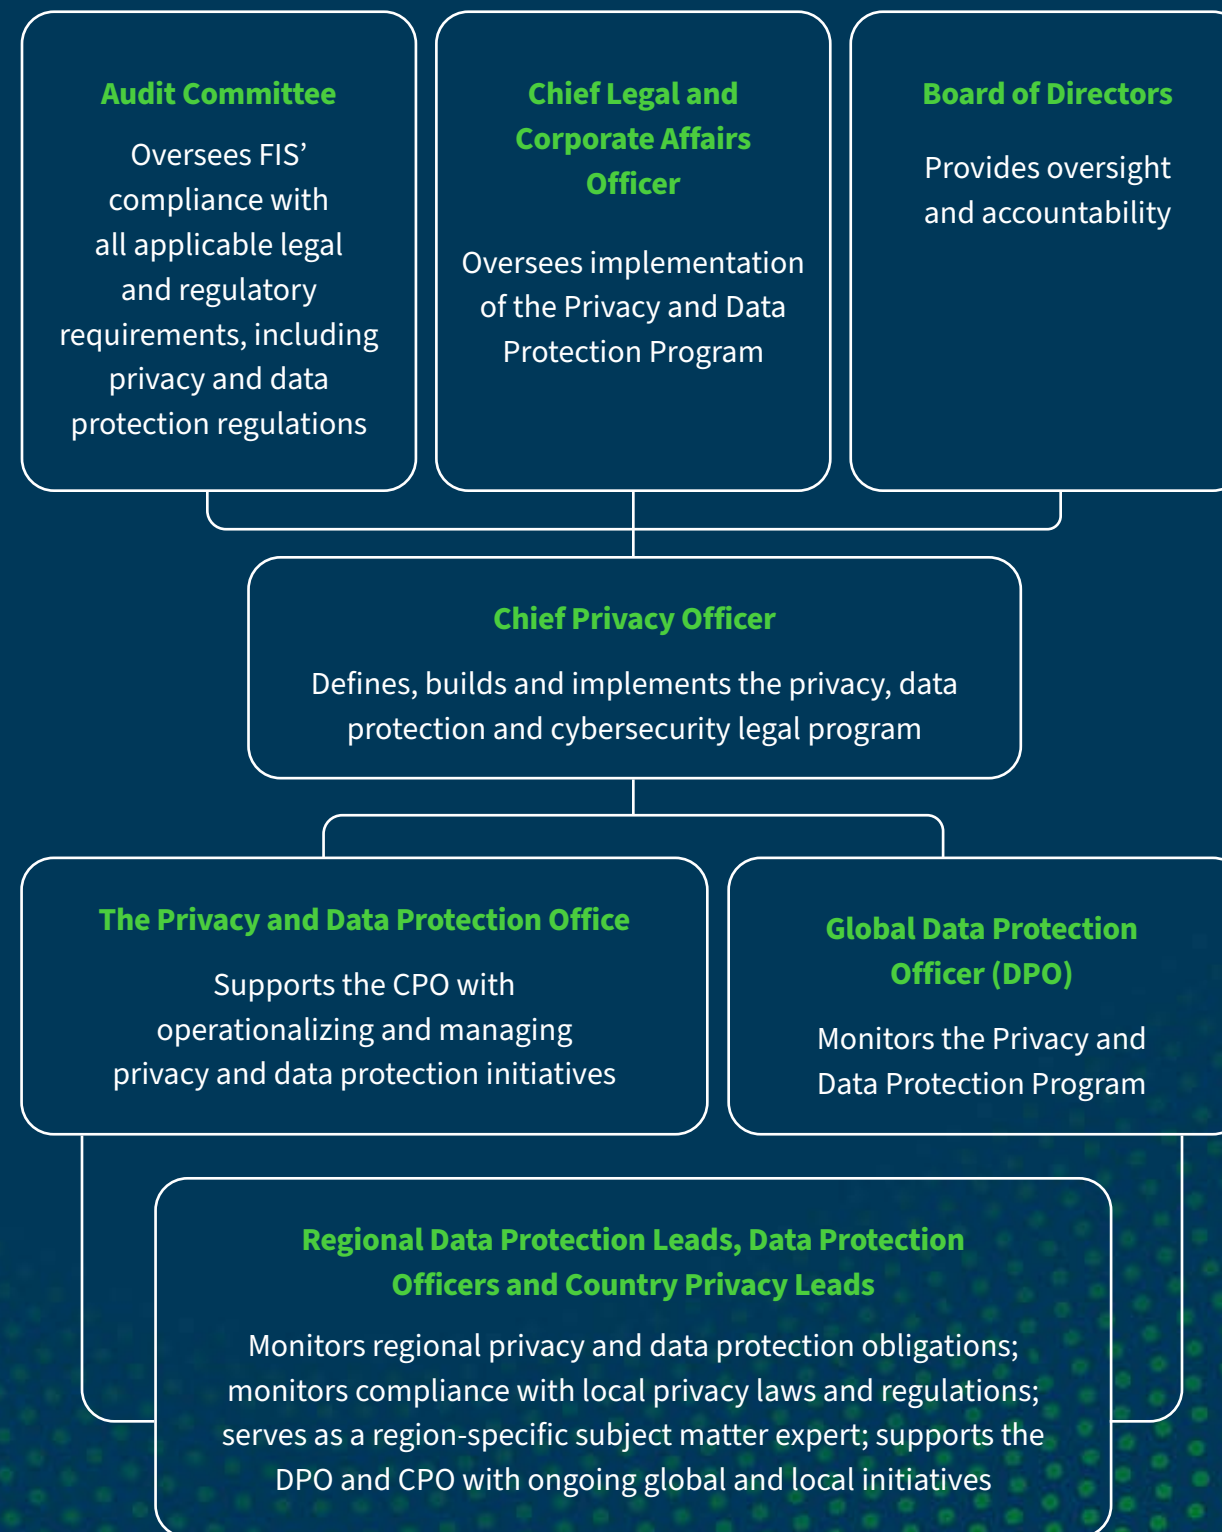 Audit Committee
Oversees FIS’
compliance with
all applicable legal
and regulatory
requirements, including
privacy and data
protection regulations
Chief Legal and
Corporate Affairs
Officer
Oversees implementation
of the Privacy and Data
Protection Program
Board of Directors
Provides oversight
and accountability
Chief Privacy Officer
Defines, builds and implements the privacy, data
protection and cybersecurity legal program
The Privacy and Data Protection Office
Supports the CPO with
operationalizing and managing
privacy and data protection initiatives
Global Data Protection
Officer (DPO)
Monitors the Privacy and
Data Protection Program
Regional Data Protection Leads, Data Protection
Officers and Country Privacy Leads
Monitors regional privacy and data protection obligations;
monitors compliance with local privacy laws and regulations;
serves as a region-specific subject matter expert; supports the
DPO and CPO with ongoing global and local initiatives